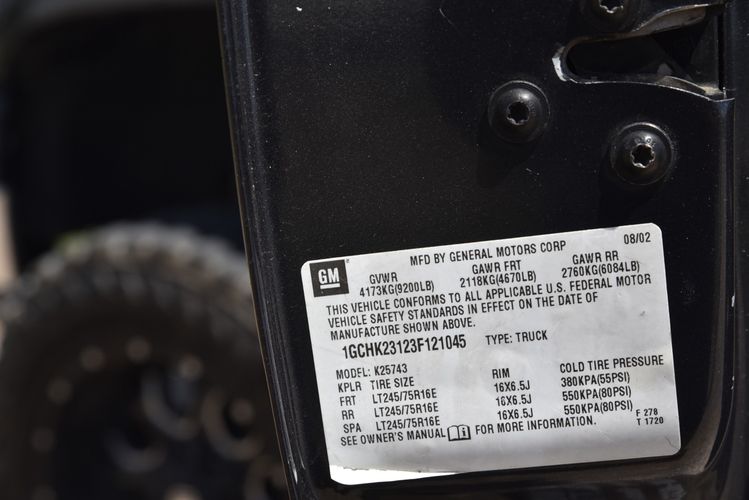 MFD BY GENERAL MOTORS CORP 08/02
GM
GVWR GAWR FRT GAWR RR
4173KG(9200LB) 2118KG(4670LB) 2760KG(6084LB)
THIS VEHICLE CONFORMS TO ALL APPLICABLE U.S. FEDERAL MOTOR
VEHICLE SAFETY STANDARDS IN EFFECT ON THE DATE OF
MANUFACTURE SHOWN ABOVE.
1GCHK23123F121045 TYPE: TRUCK
MODEL: K25743
KPLR TIRE SIZE RIM COLD TIRE PRESSURE
FRT LT245/75R16E 16X6.5J 380KPA(55PSI)
RR LT245/75R16E 16X6.5J 550KPA(80PSI)
SPA LT245/75R16E 16X6.5J 550KPA(80PSI)
SEE OWNER'S MANUAL FOR MORE INFORMATION.
F 278
T 1720